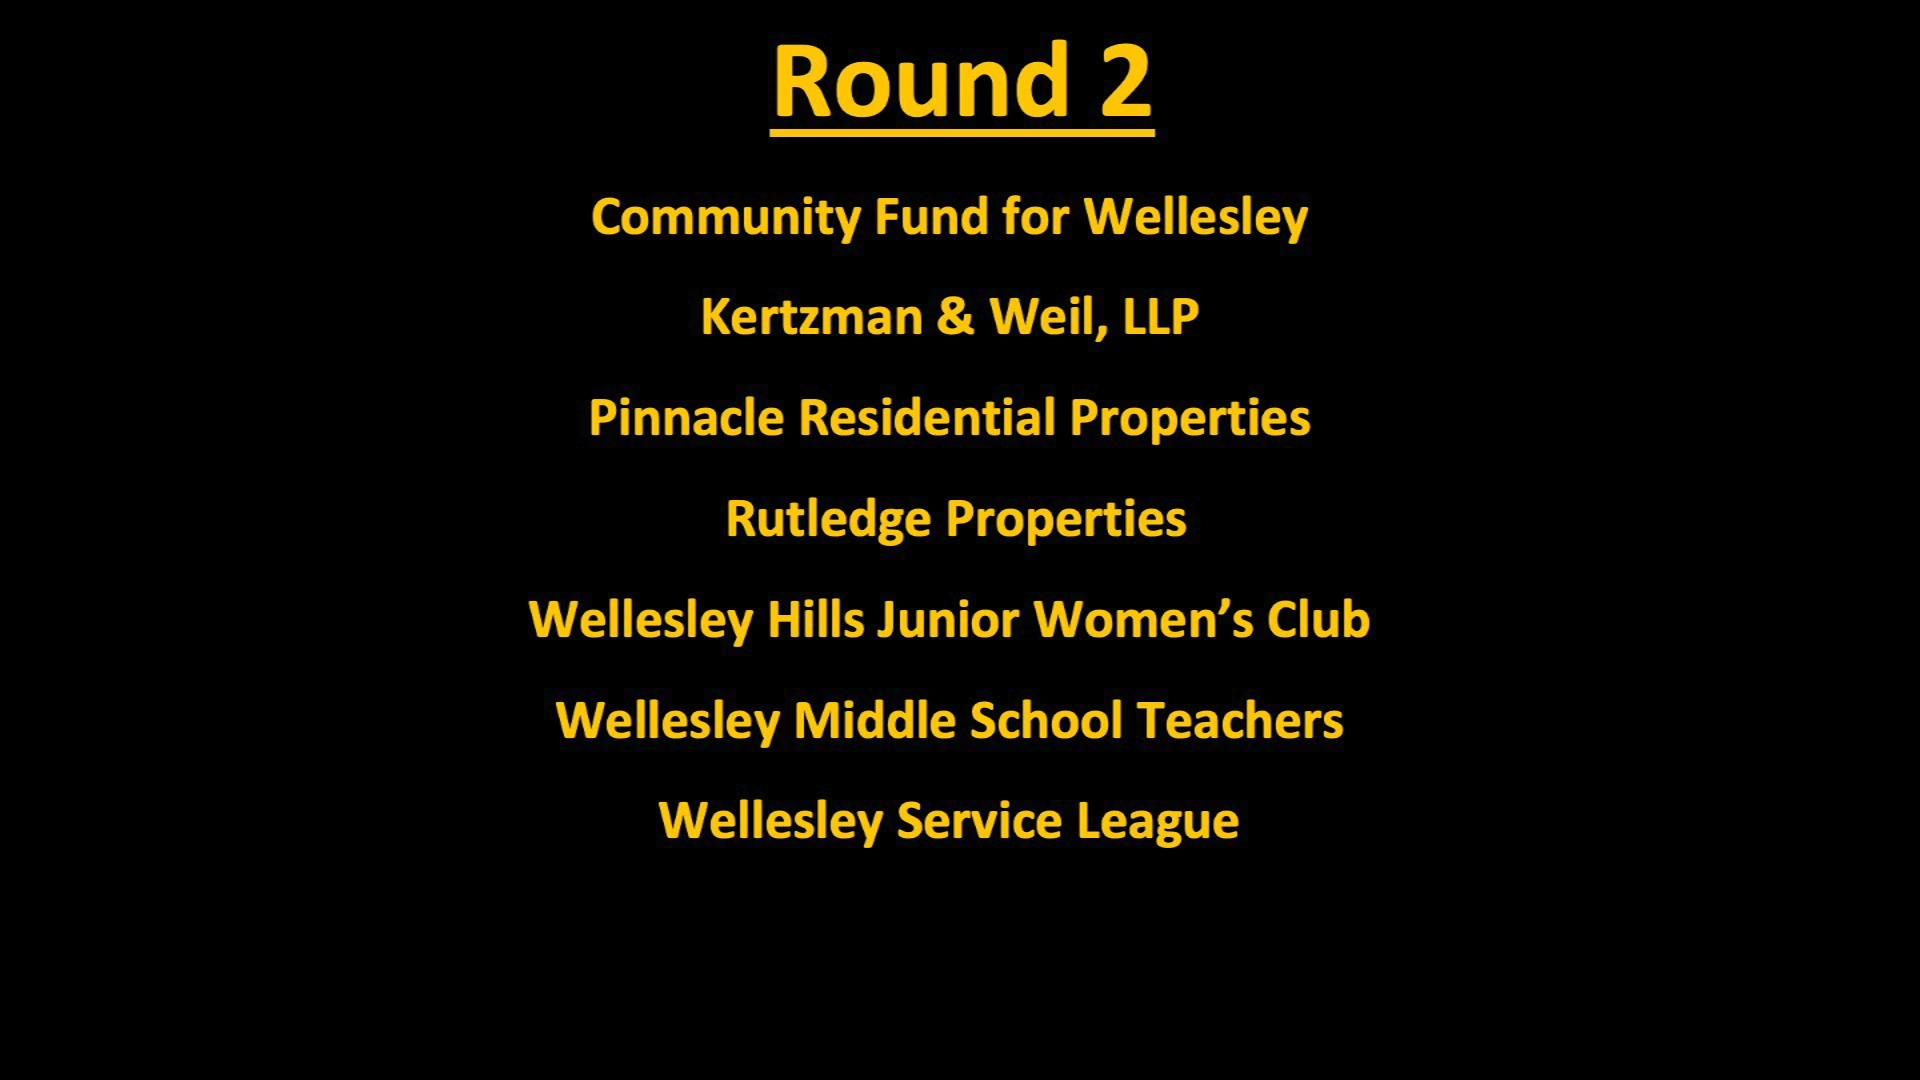 Round 2
Community Fund for Wellesley
Kertzman & Weil, LLP
Pinnacle Residential Properties
Rutledge Properties
Wellesley Hills Junior Women’s Club
Wellesley Middle School Teachers
Wellesley Service League